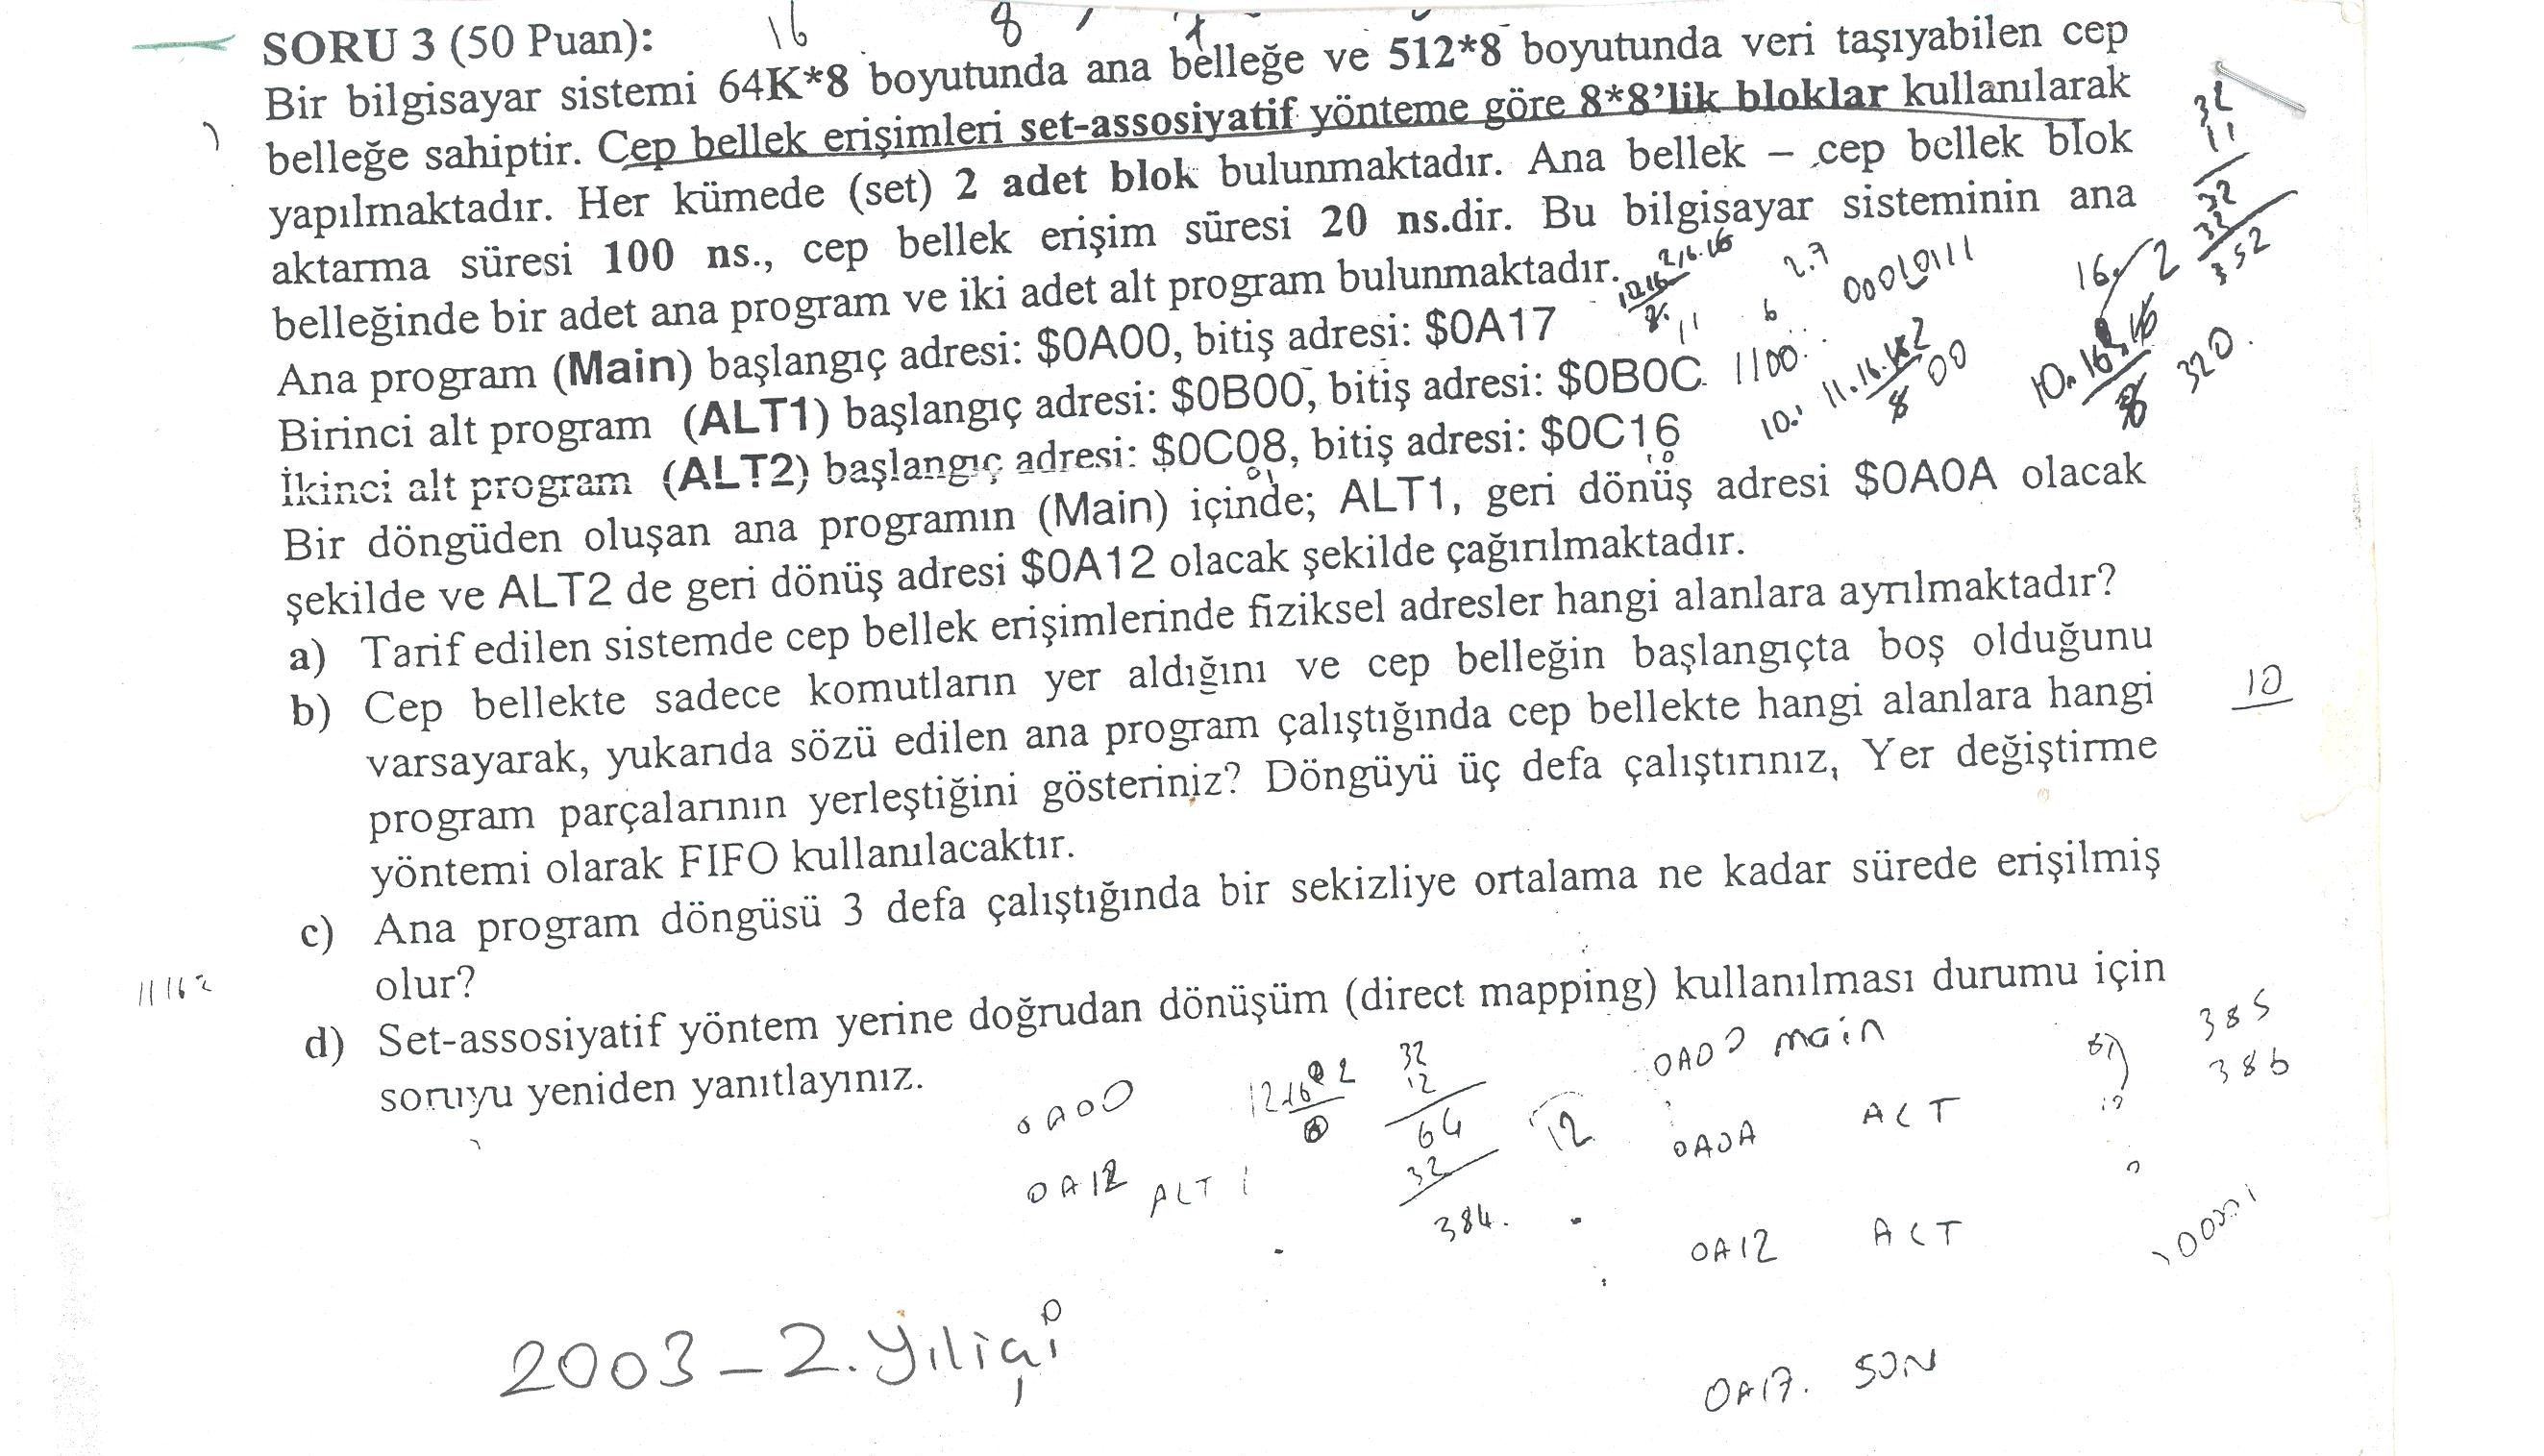 16 8
SORU 3 (50 Puan):
Bir bilgisayar sistemi 64K*8 boyutunda ana belleğe ve 512*8 boyutunda veri taşıyabilen cep
belleğe sahiptir. Cep bellek erişimleri set-assosiyatif yönteme göre 8*8'lik bloklar kullanılarak
yapılmaktadır. Her kümede (set) 2 adet blok bulunmaktadır. Ana bellek – cep bellek blok
aktarma süresi 100 ns., cep bellek erişim süresi 20 ns.dir. Bu bilgisayar sisteminin ana
belleğinde bir adet ana program ve iki adet alt program bulunmaktadır.
Ana program (Main) başlangıç adresi: $0A00, bitiş adresi: $0A17
Birinci alt program (ALT1) başlangıç adresi: $0B00, bitiş adresi: $0B0C
İkinci alt program (ALT2) başlangıç adresi: $0C08, bitiş adresi: $0C16
Bir döngüden oluşan ana programın (Main) içinde; ALT1, geri dönüş adresi $0A0A olacak
şekilde ve ALT2 de geri dönüş adresi $0A12 olacak şekilde çağırılmaktadır.
a) Tarif edilen sistemde cep bellek erişimlerinde fiziksel adresler hangi alanlara ayrılmaktadır?
b) Cep bellekte sadece komutların yer aldığını ve cep belleğin başlangıçta boş olduğunu
varsayarak, yukarıda sözü edilen ana program çalıştığında cep bellekte hangi alanlara hangi
program parçalarının yerleştiğini gösteriniz? Döngüyü üç defa çalıştırınız, Yer değiştirme
yöntemi olarak FIFO kullanılacaktır.
c) Ana program döngüsü 3 defa çalıştığında bir sekizliye ortalama ne kadar sürede erişilmiş
olur?
d) Set-assosiyatif yöntem yerine doğrudan dönüşüm (direct mapping) kullanılması durumu için
soruyu yeniden yanıtlayınız.
32
11
32
352
00010111
1100
320.
10
11162
385
386
0A00
32
12
64
32
384.
12
0A00 main
0A0A ALT
0A12 ALT 1
0A12 ALT
0A17. SON
2003-2. Yıliçi